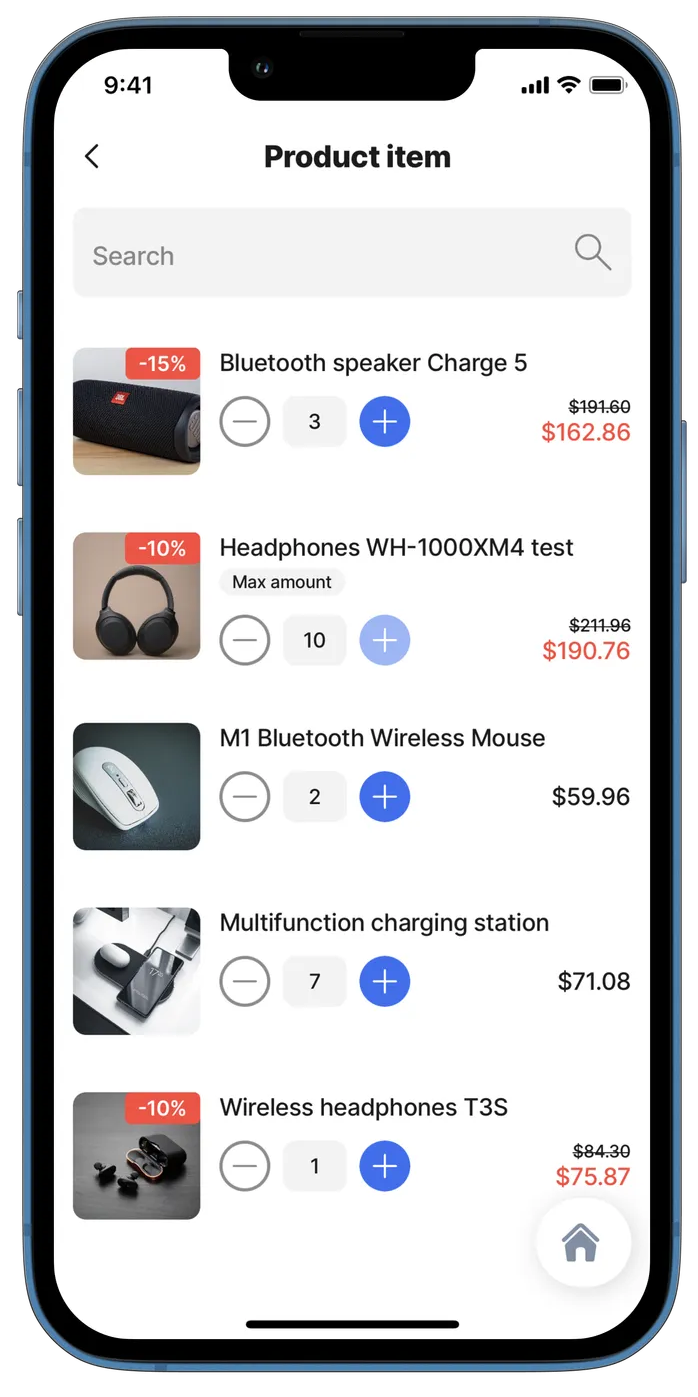 9:41
Product item
Search
-15%
JBL
Bluetooth speaker Charge 5
3
$191.60
$162.86
-10%
Headphones WH-1000XM4 test
Max amount
10
$211.96
$190.76
M1 Bluetooth Wireless Mouse
2
$59.96
Multifunction charging station
7
$71.08
-10%
Wireless headphones T3S
1
$84.30
$75.87